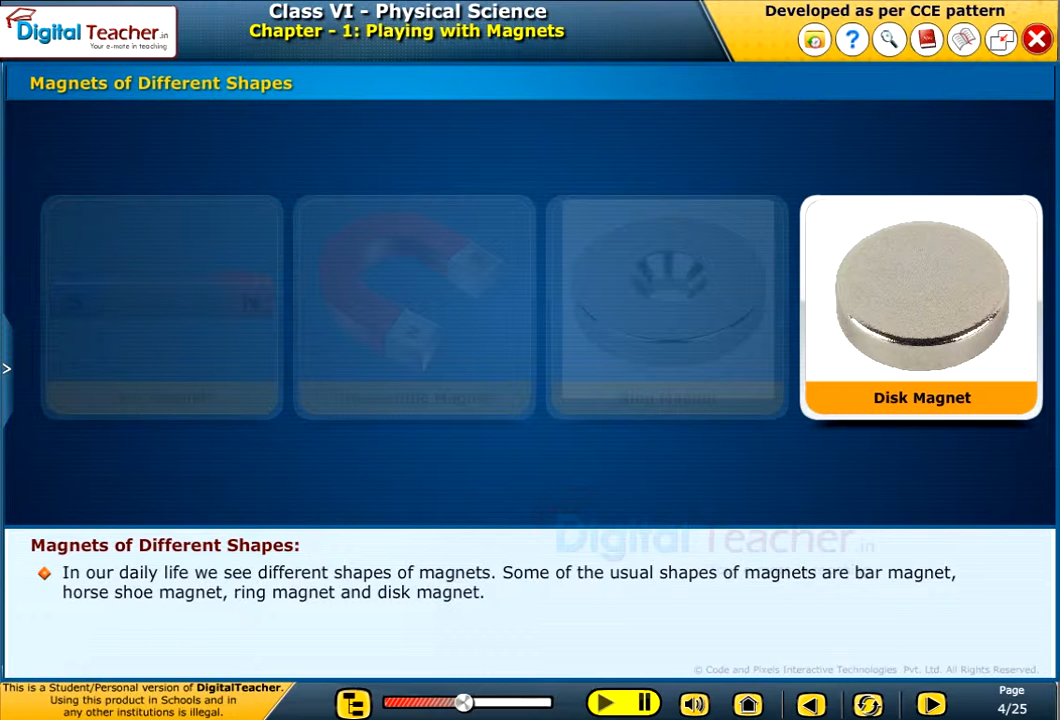 Digital Teacher.in
Your e-mate in teaching
Class VI - Physical Science
Chapter - 1: Playing with Magnets
Developed as per CCE pattern
Magnets of Different Shapes
S N
Ring Magnet
Disk Magnet
Digital Teacher.in
Magnets of Different Shapes:
In our daily life we see different shapes of magnets. Some of the usual shapes of magnets are bar magnet,
horse shoe magnet, ring magnet and disk magnet.
© Code and Pixels Interactive Technologies Pvt. Ltd. All Rights Reserved.
This is a Student/Personal version of DigitalTeacher.
Using this product in Schools and in
any other institutions is illegal.
Page
4/25